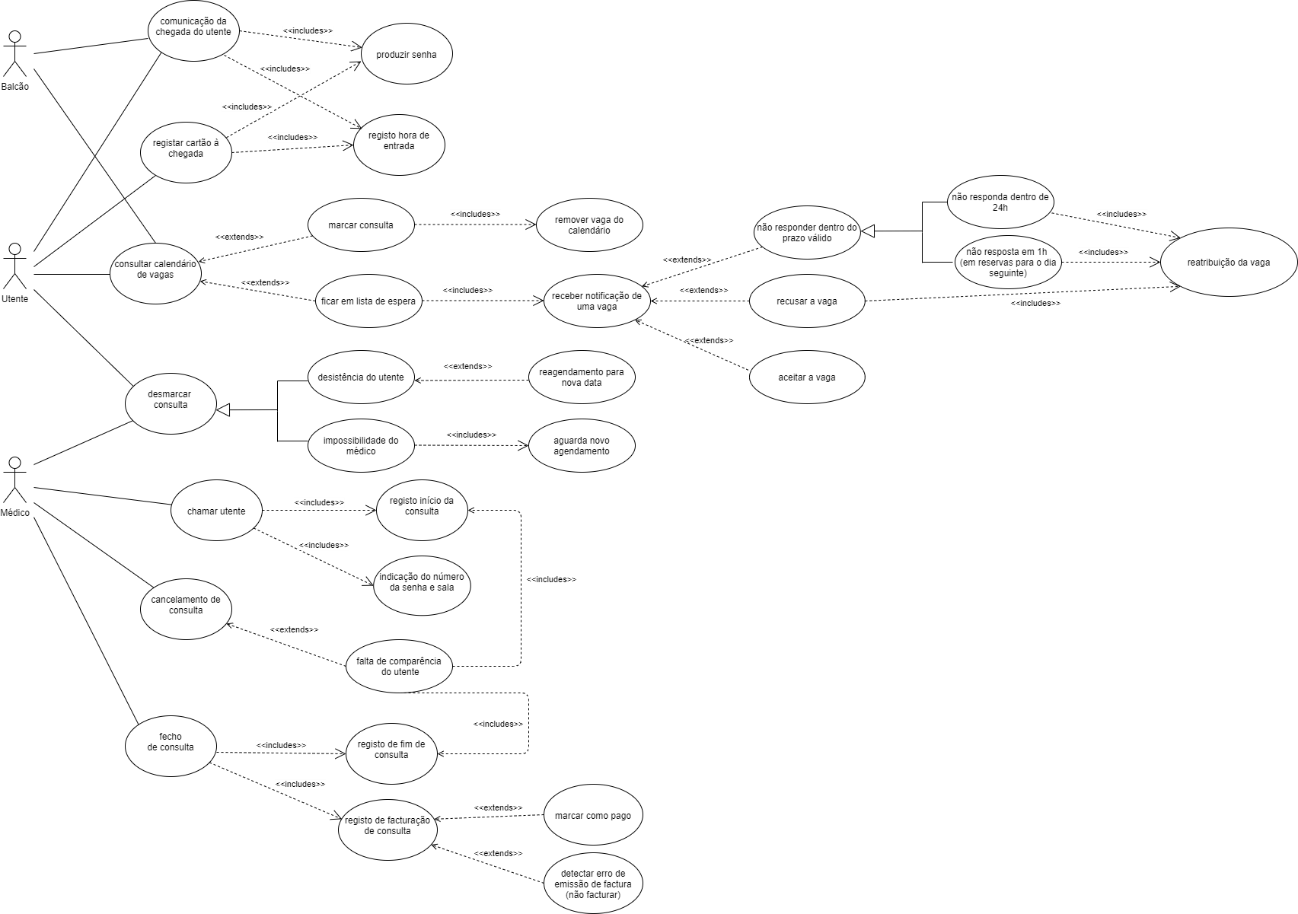 comunicação da
chegada do utente
<<includes>>
produzir senha
Balcão
<<includes>>
<<includes>>
registar cartão à
chegada
<<includes>>
registo hora de
entrada
marcar consulta
<<includes>>
remover vaga do
calendário
não responder dentro do
prazo válido
não responda dentro de
24h
<<includes>>
não resposta em 1h
(em reservas para o dia
seguinte)
<<includes>>
reatribuição da vaga
Utente
consultar calendário
de vagas
<<extends>>
<<extends>>
ficar em lista de espera
<<includes>>
receber notificação de
uma vaga
<<extends>>
<<extends>>
recusar a vaga
<<includes>>
<<extends>>
aceitar a vaga
desmarcar
consulta
desistência do utente
<<extends>>
reagendamento para
nova data
impossibilidade do
médico
<<includes>>
aguarda novo
agendamento
Médico
chamar utente
<<includes>>
registo início da
consulta
<<includes>>
indicação do número
da senha e sala
<<includes>>
cancelamento de
consulta
<<extends>>
falta de comparência
do utente
<<includes>>
fecho
de consulta
<<includes>>
registo de fim de
consulta
<<includes>>
registo de facturação
de consulta
<<extends>>
marcar como pago
<<extends>>
detectar erro de
emissão de factura
(não facturar)